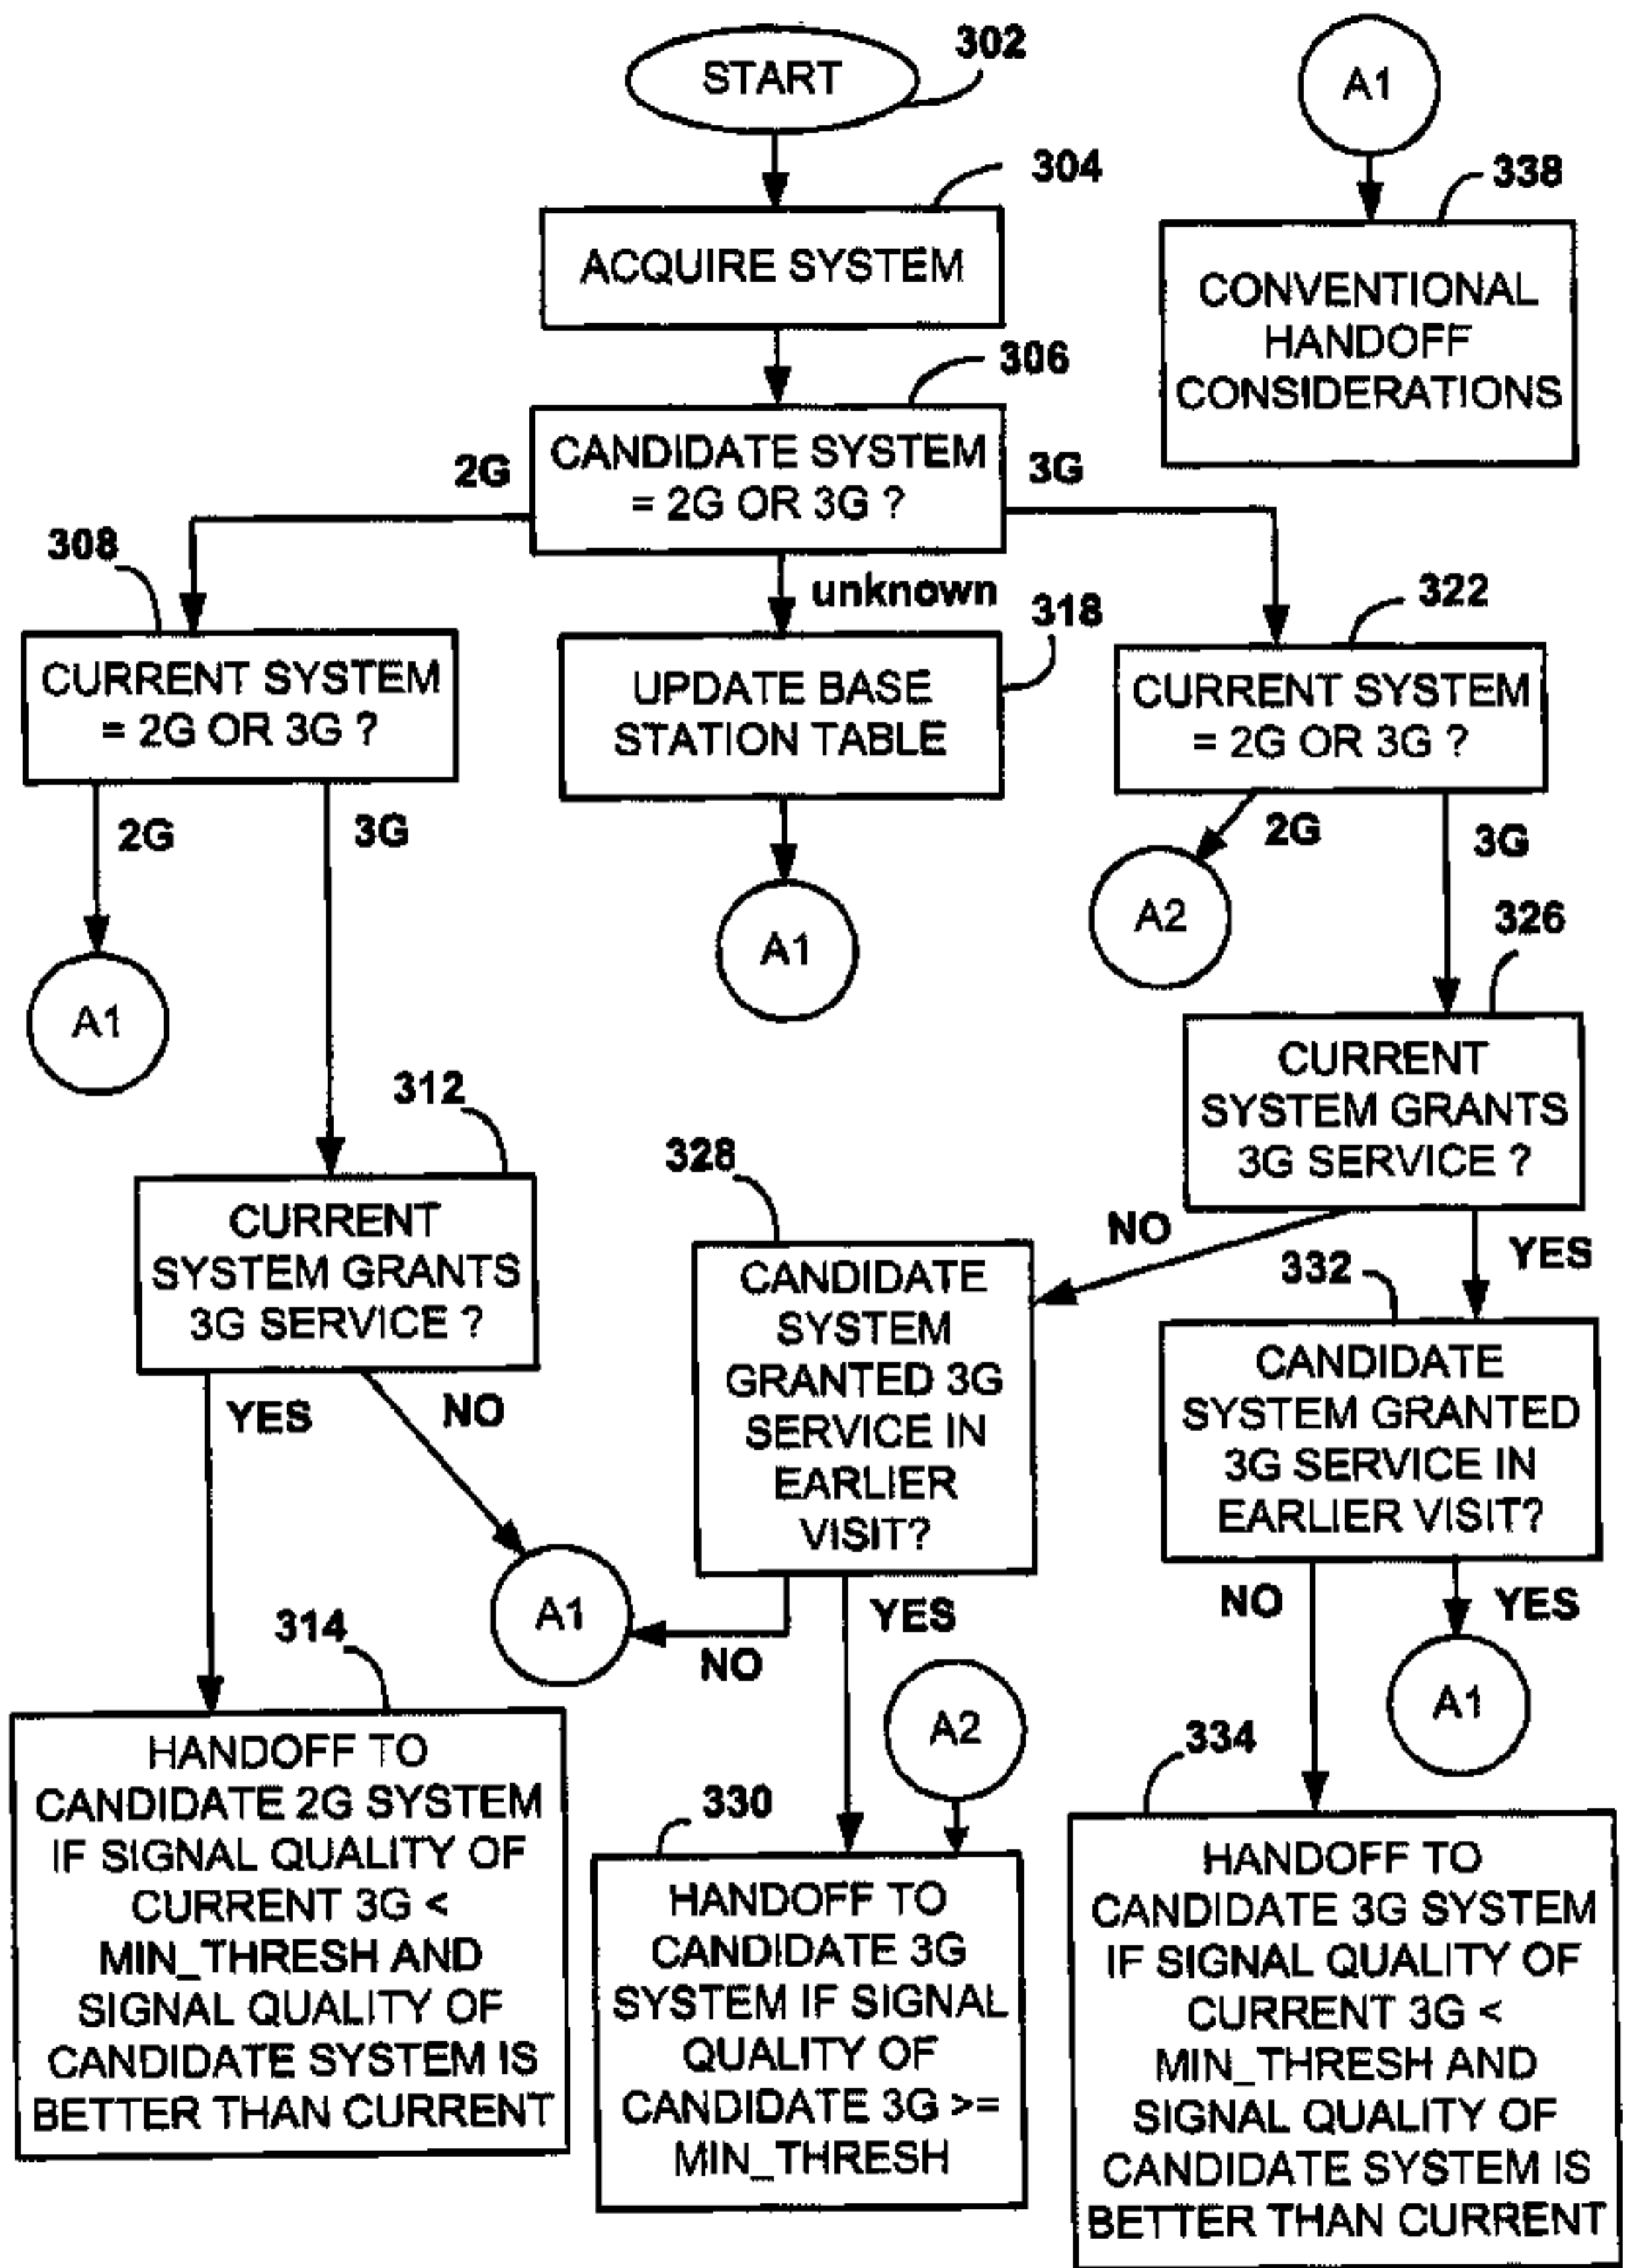 302
START
A1
304
338
ACQUIRE SYSTEM
CONVENTIONAL
HANDOFF
CONSIDERATIONS
306
2G
CANDIDATE SYSTEM
= 2G OR 3G ?
3G
308
unknown
318
322
CURRENT SYSTEM
= 2G OR 3G ?
UPDATE BASE
STATION TABLE
CURRENT SYSTEM
= 2G OR 3G ?
2G
3G
2G
3G
A1
A1
A2
326
CURRENT
SYSTEM GRANTS
3G SERVICE ?
312
328
NO
YES
332
CURRENT
SYSTEM GRANTS
3G SERVICE ?
CANDIDATE
SYSTEM
GRANTED 3G
SERVICE IN
EARLIER
VISIT?
CANDIDATE
SYSTEM GRANTED
3G SERVICE IN
EARLIER VISIT?
YES
NO
A1
NO
YES
NO
YES
314
A2
A1
330
334
HANDOFF TO
CANDIDATE 2G SYSTEM
IF SIGNAL QUALITY OF
CURRENT 3G <
MIN_THRESH AND
SIGNAL QUALITY OF
CANDIDATE SYSTEM IS
BETTER THAN CURRENT
HANDOFF TO
CANDIDATE 3G
SYSTEM IF SIGNAL
QUALITY OF
CANDIDATE 3G >=
MIN_THRESH
HANDOFF TO
CANDIDATE 3G SYSTEM
IF SIGNAL QUALITY OF
CURRENT 3G <
MIN_THRESH AND
SIGNAL QUALITY OF
CANDIDATE SYSTEM IS
BETTER THAN CURRENT